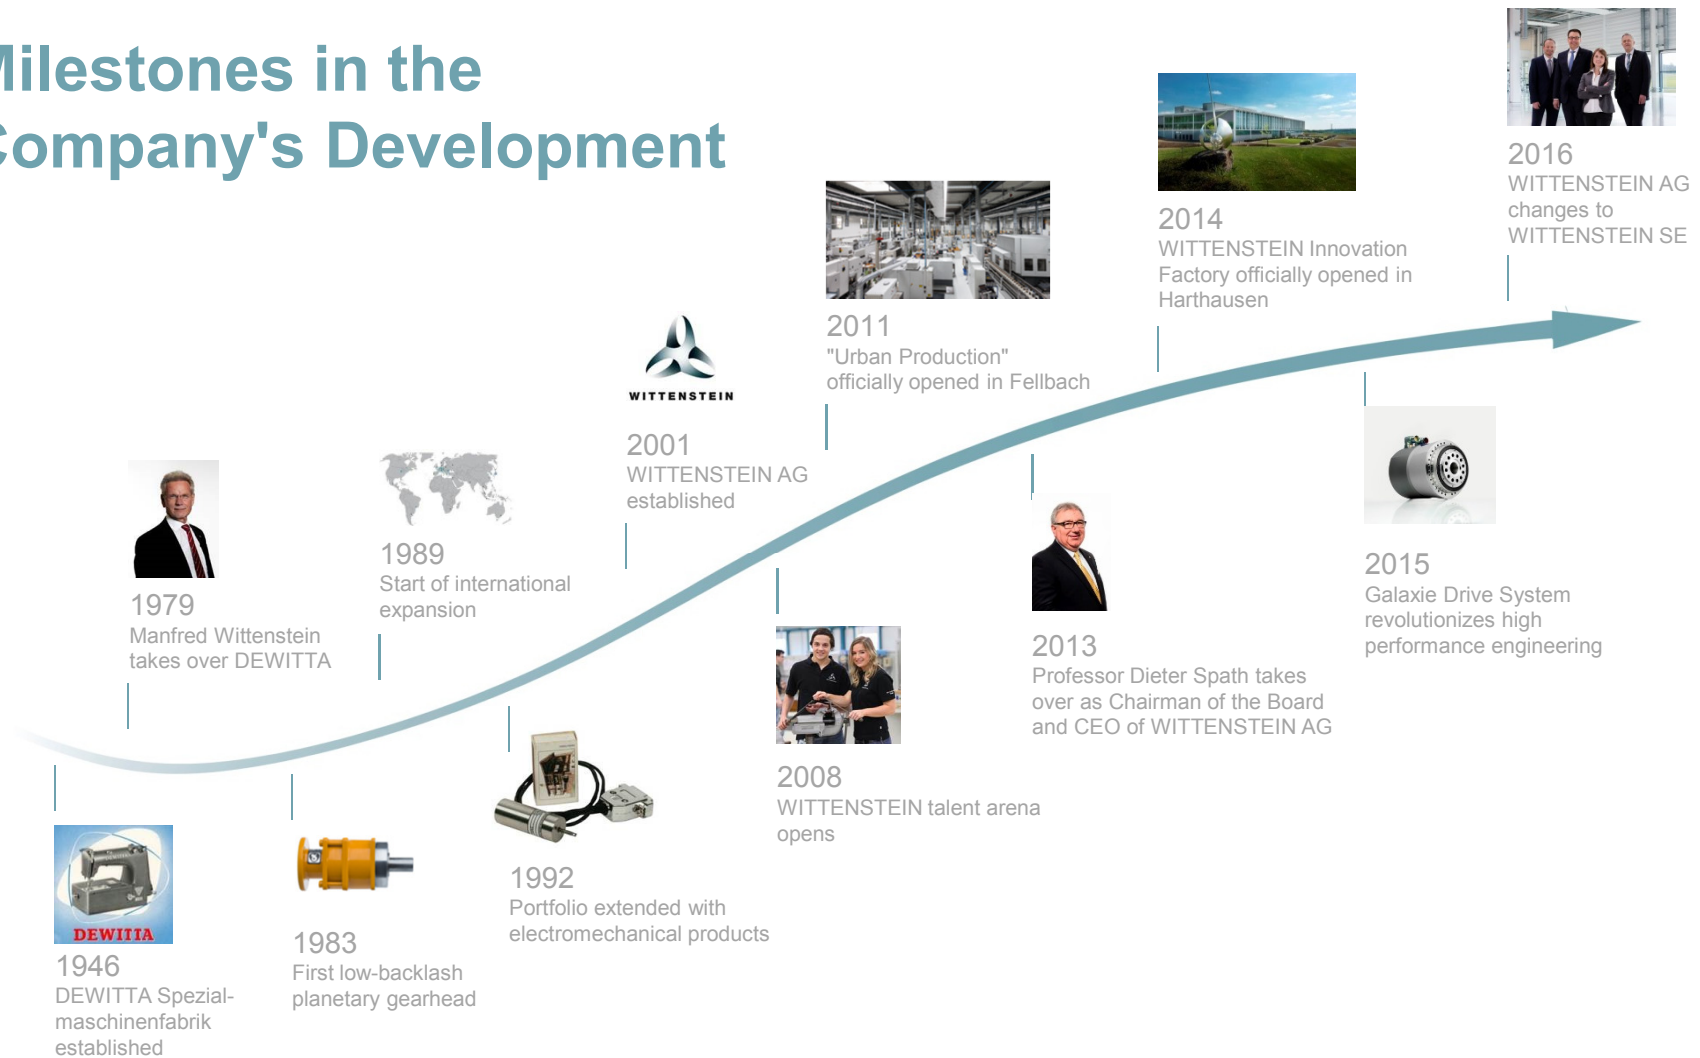 Milestones in the
Company's Development
1946
DEWITTA Spezial-
maschinenfabrik
established
DEWITTA
1979
Manfred Wittenstein
takes over DEWITTA
1983
First low-backlash
planetary gearhead
1989
Start of international
expansion
1992
Portfolio extended with
electromechanical products
WITTENSTEIN
2001
WITTENSTEIN AG
established
2008
WITTENSTEIN talent arena
opens
2011
"Urban Production"
officially opened in Fellbach
2013
Professor Dieter Spath takes
over as Chairman of the Board
and CEO of WITTENSTEIN AG
2014
WITTENSTEIN Innovation
Factory officially opened in
Harthausen
2015
Galaxie Drive System
revolutionizes high
performance engineering
2016
WITTENSTEIN AG
changes to
WITTENSTEIN SE